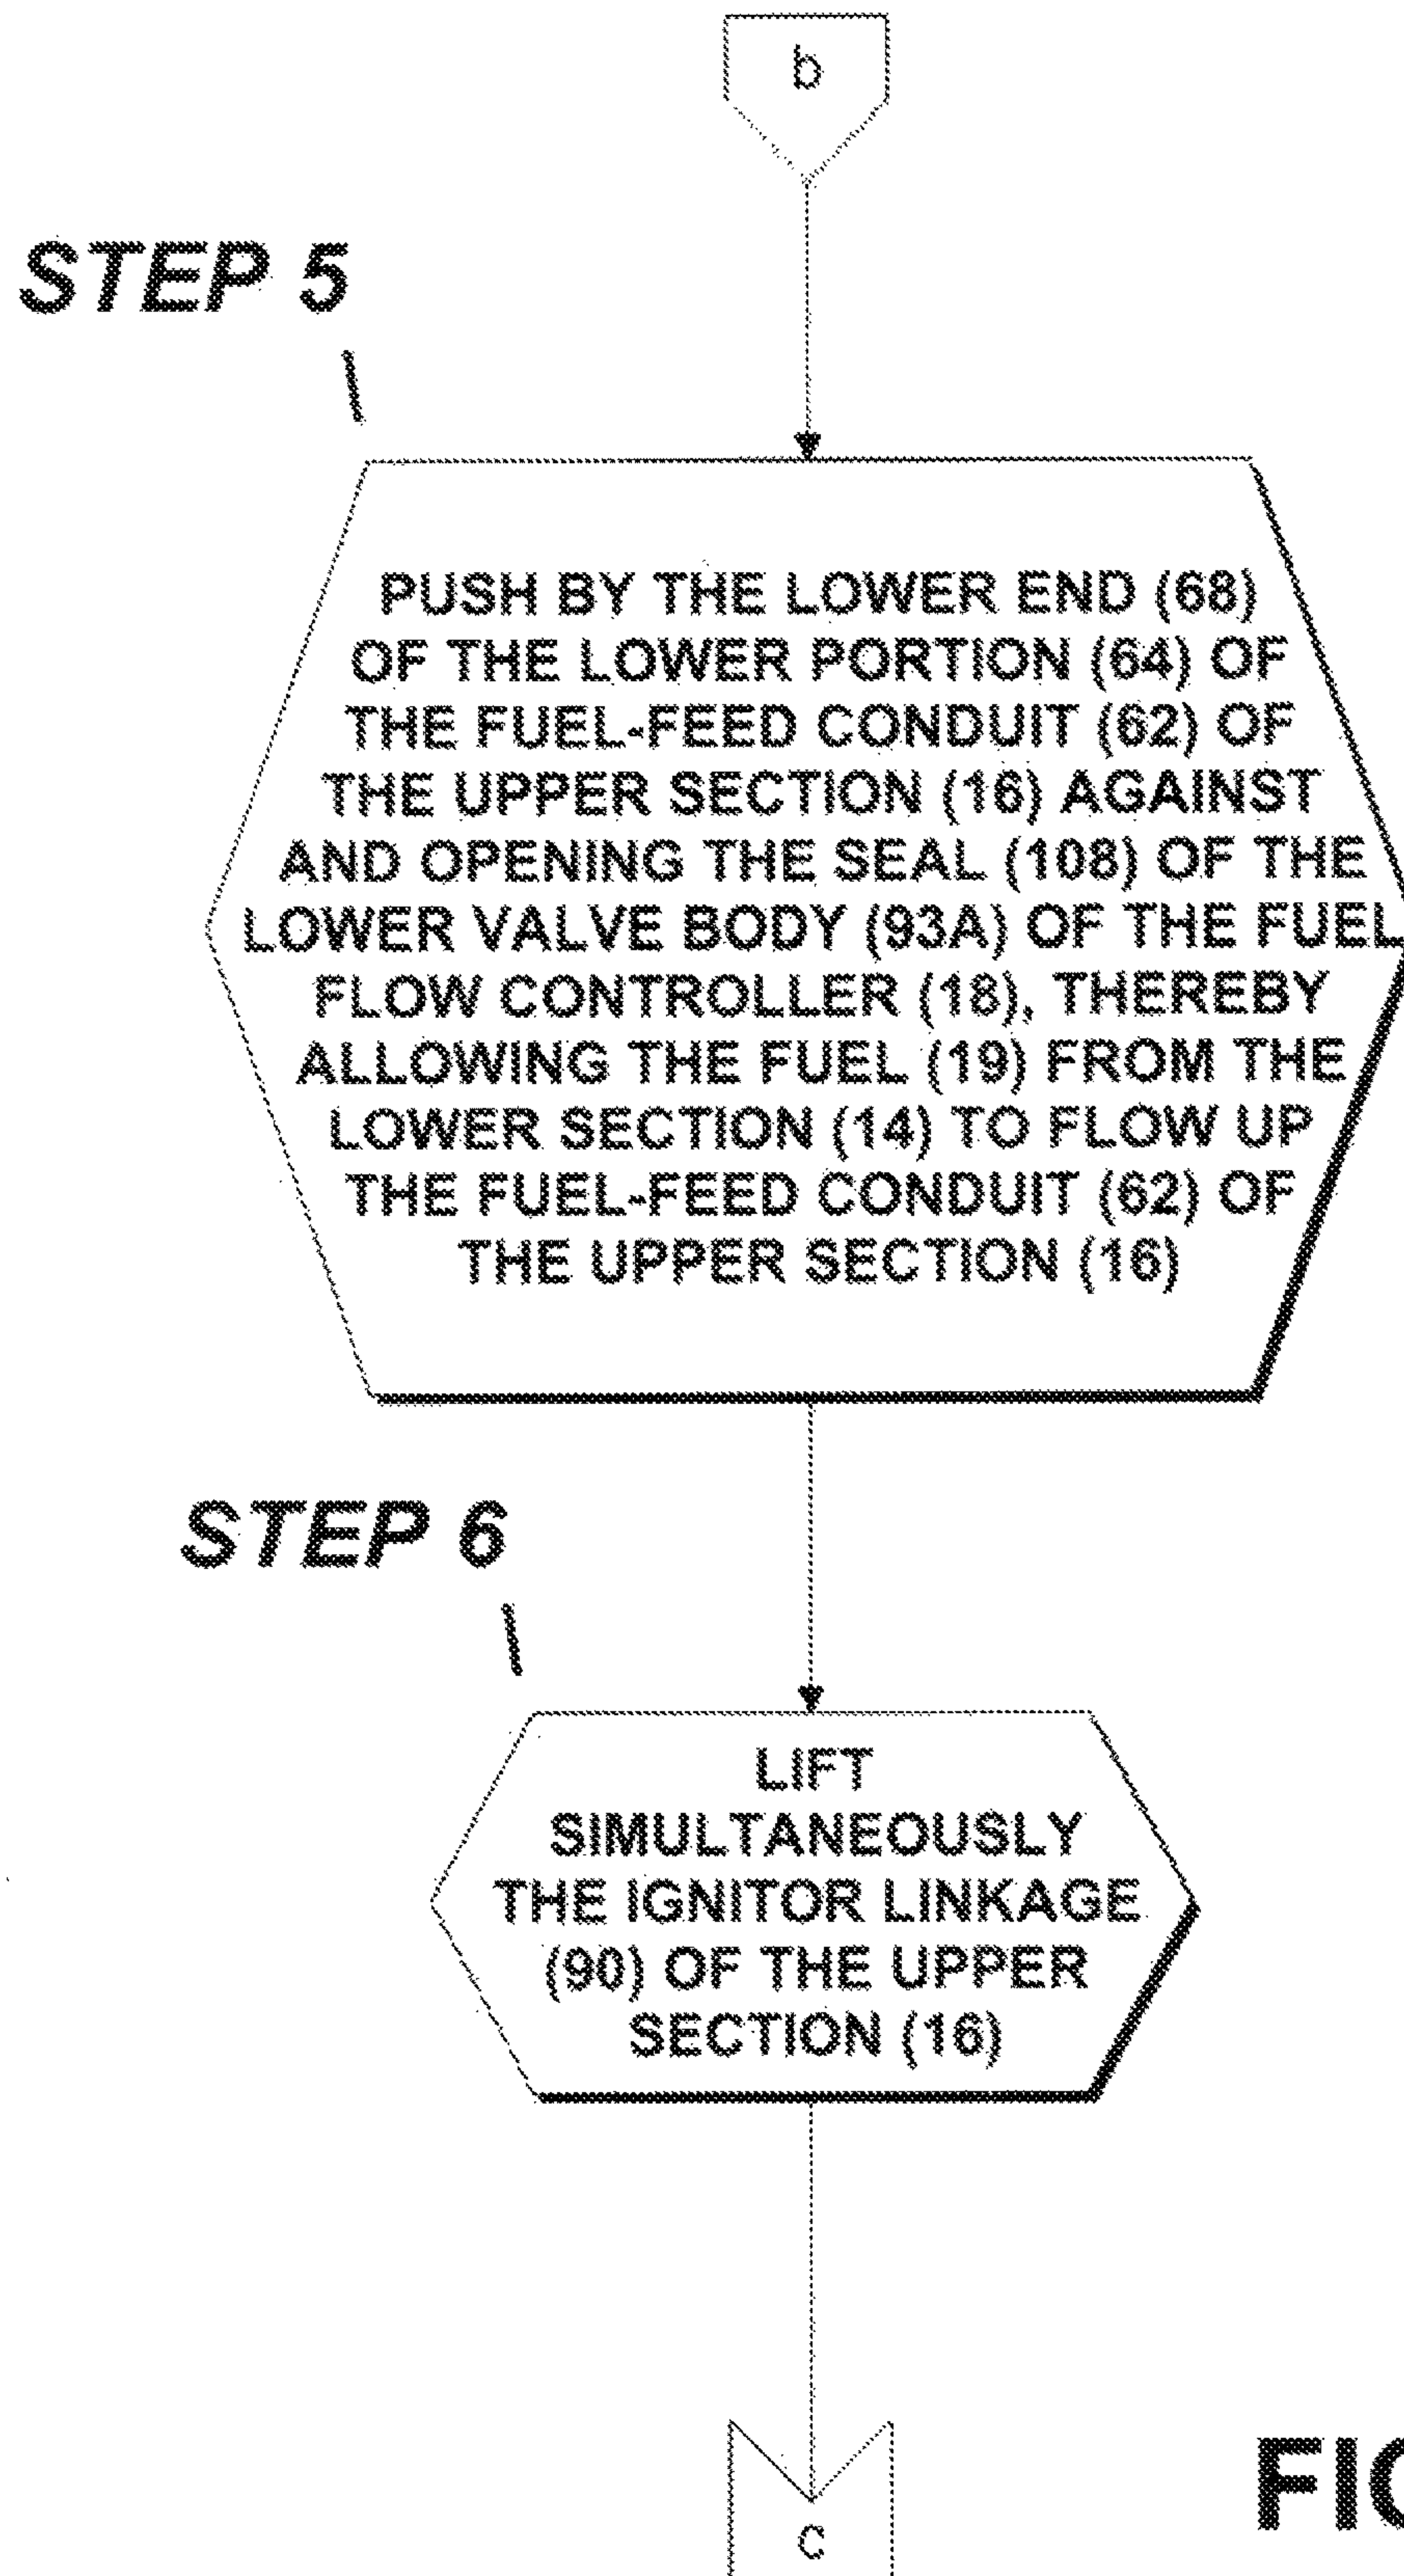 b
STEP 5
PUSH BY THE LOWER END (68)
OF THE LOWER PORTION (64) OF
THE FUEL-FEED CONDUIT (62) OF
THE UPPER SECTION (16) AGAINST
AND OPENING THE SEAL (108) OF THE
LOWER VALVE BODY (93A) OF THE FUEL
FLOW CONTROLLER (18), THEREBY
ALLOWING THE FUEL (19) FROM THE
LOWER SECTION (14) TO FLOW UP
THE FUEL-FEED CONDUIT (62) OF
THE UPPER SECTION (16)
STEP 6
LIFT
SIMULTANEOUSLY
THE IGNITOR LINKAGE
(90) OF THE UPPER
SECTION (16)
c